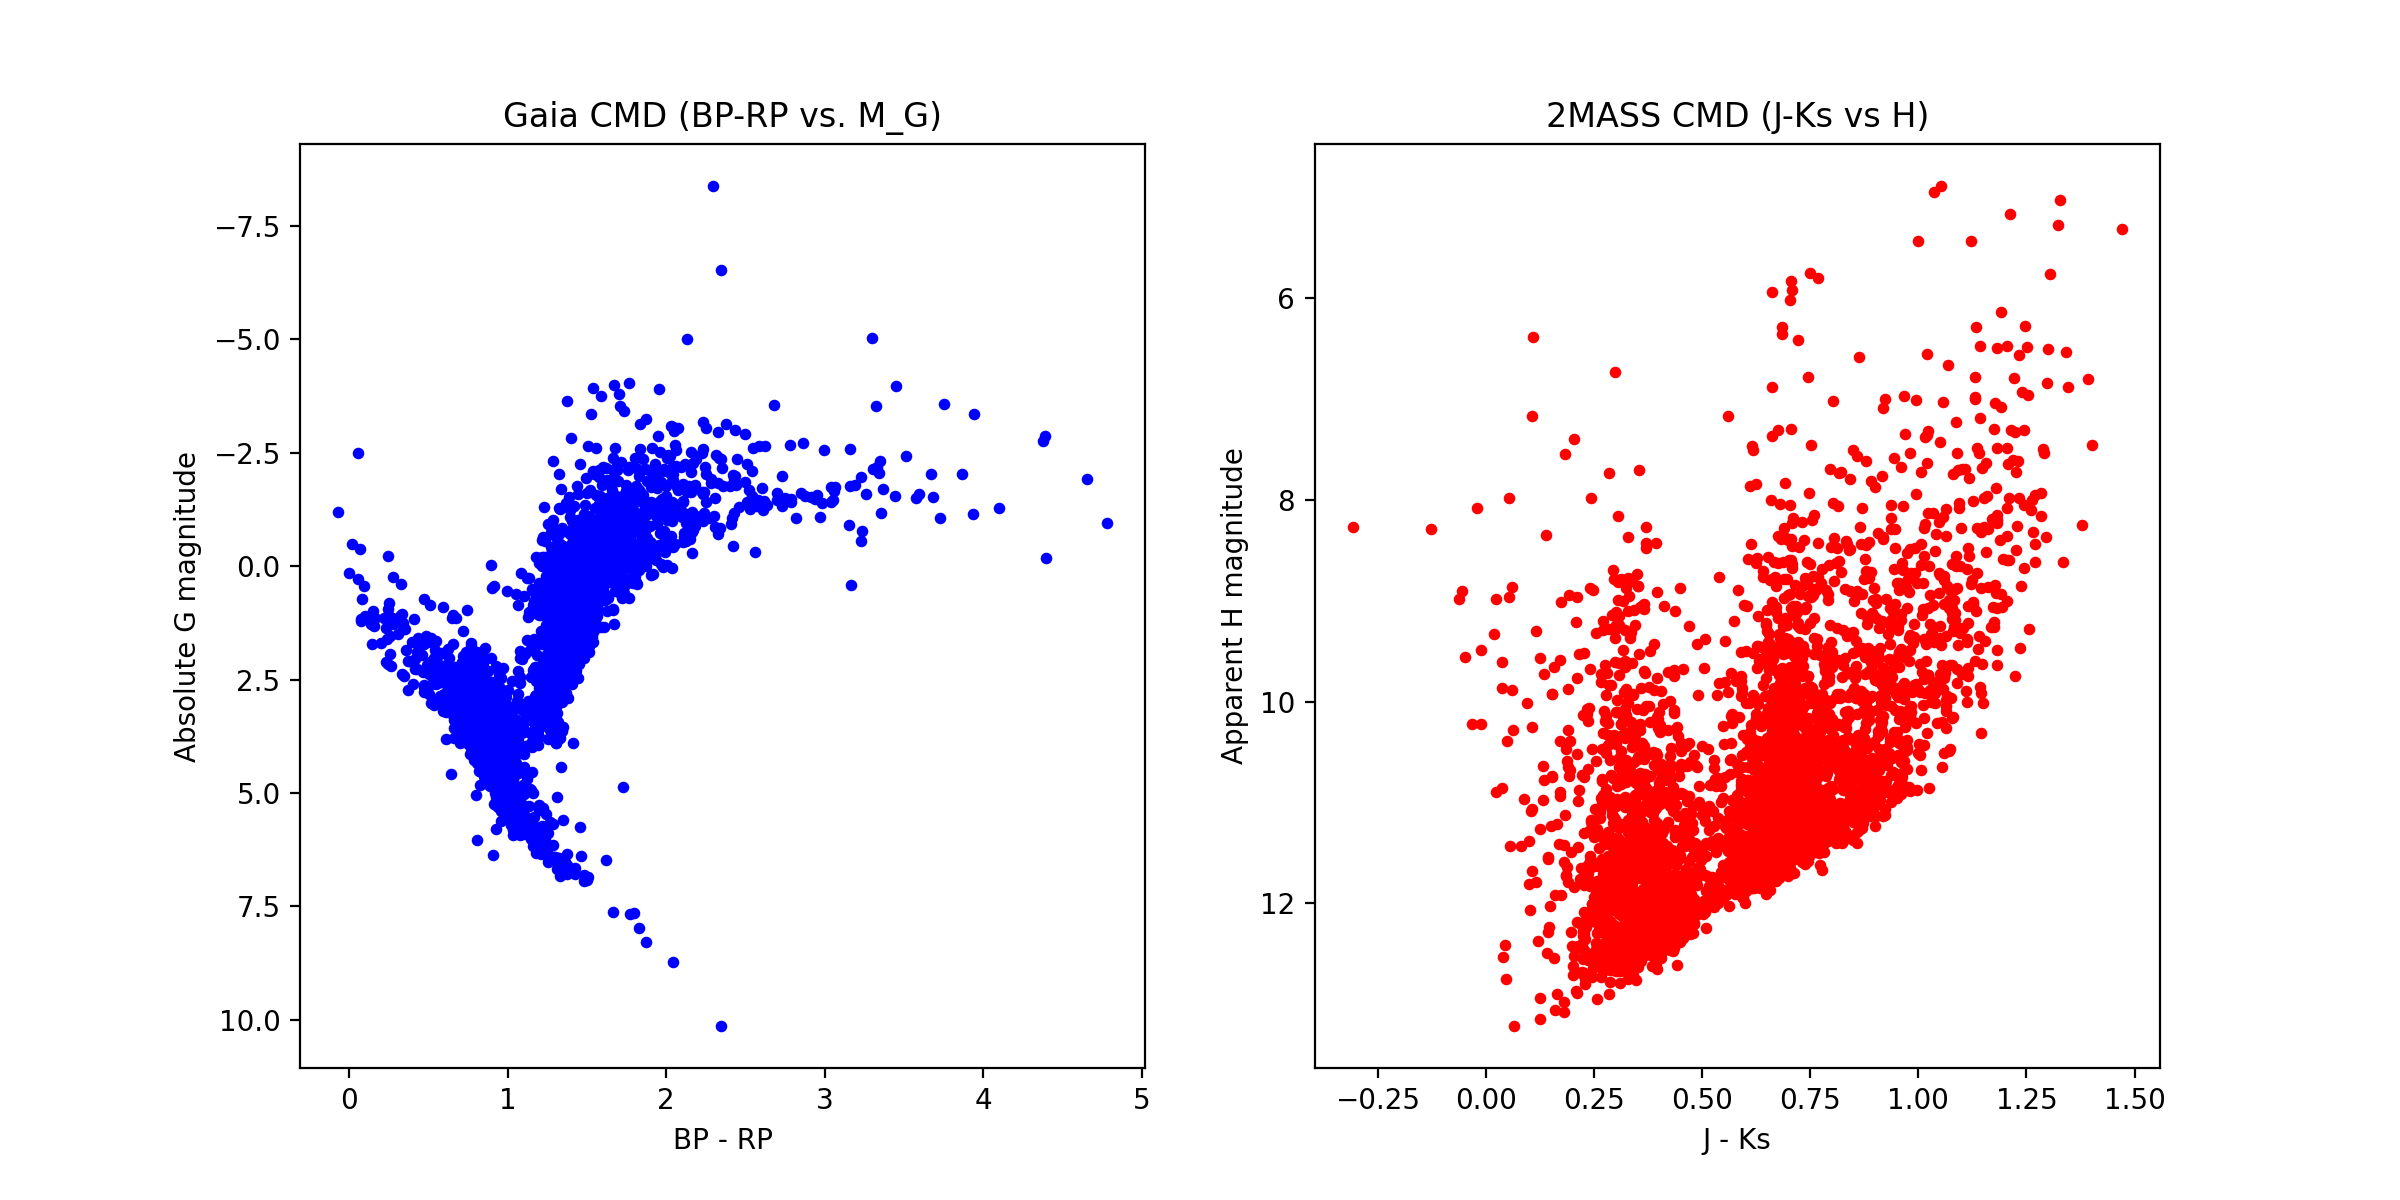 Gaia CMD (BP-RP vs. M_G)
Absolute G magnitude
−7.5
−5.0
−2.5
0.0
2.5
5.0
7.5
10.0
0 1 2 3 4 5
BP - RP
2MASS CMD (J-Ks vs H)
Apparent H magnitude
6
8
10
12
−0.25 0.00 0.25 0.50 0.75 1.00 1.25 1.50
J - Ks